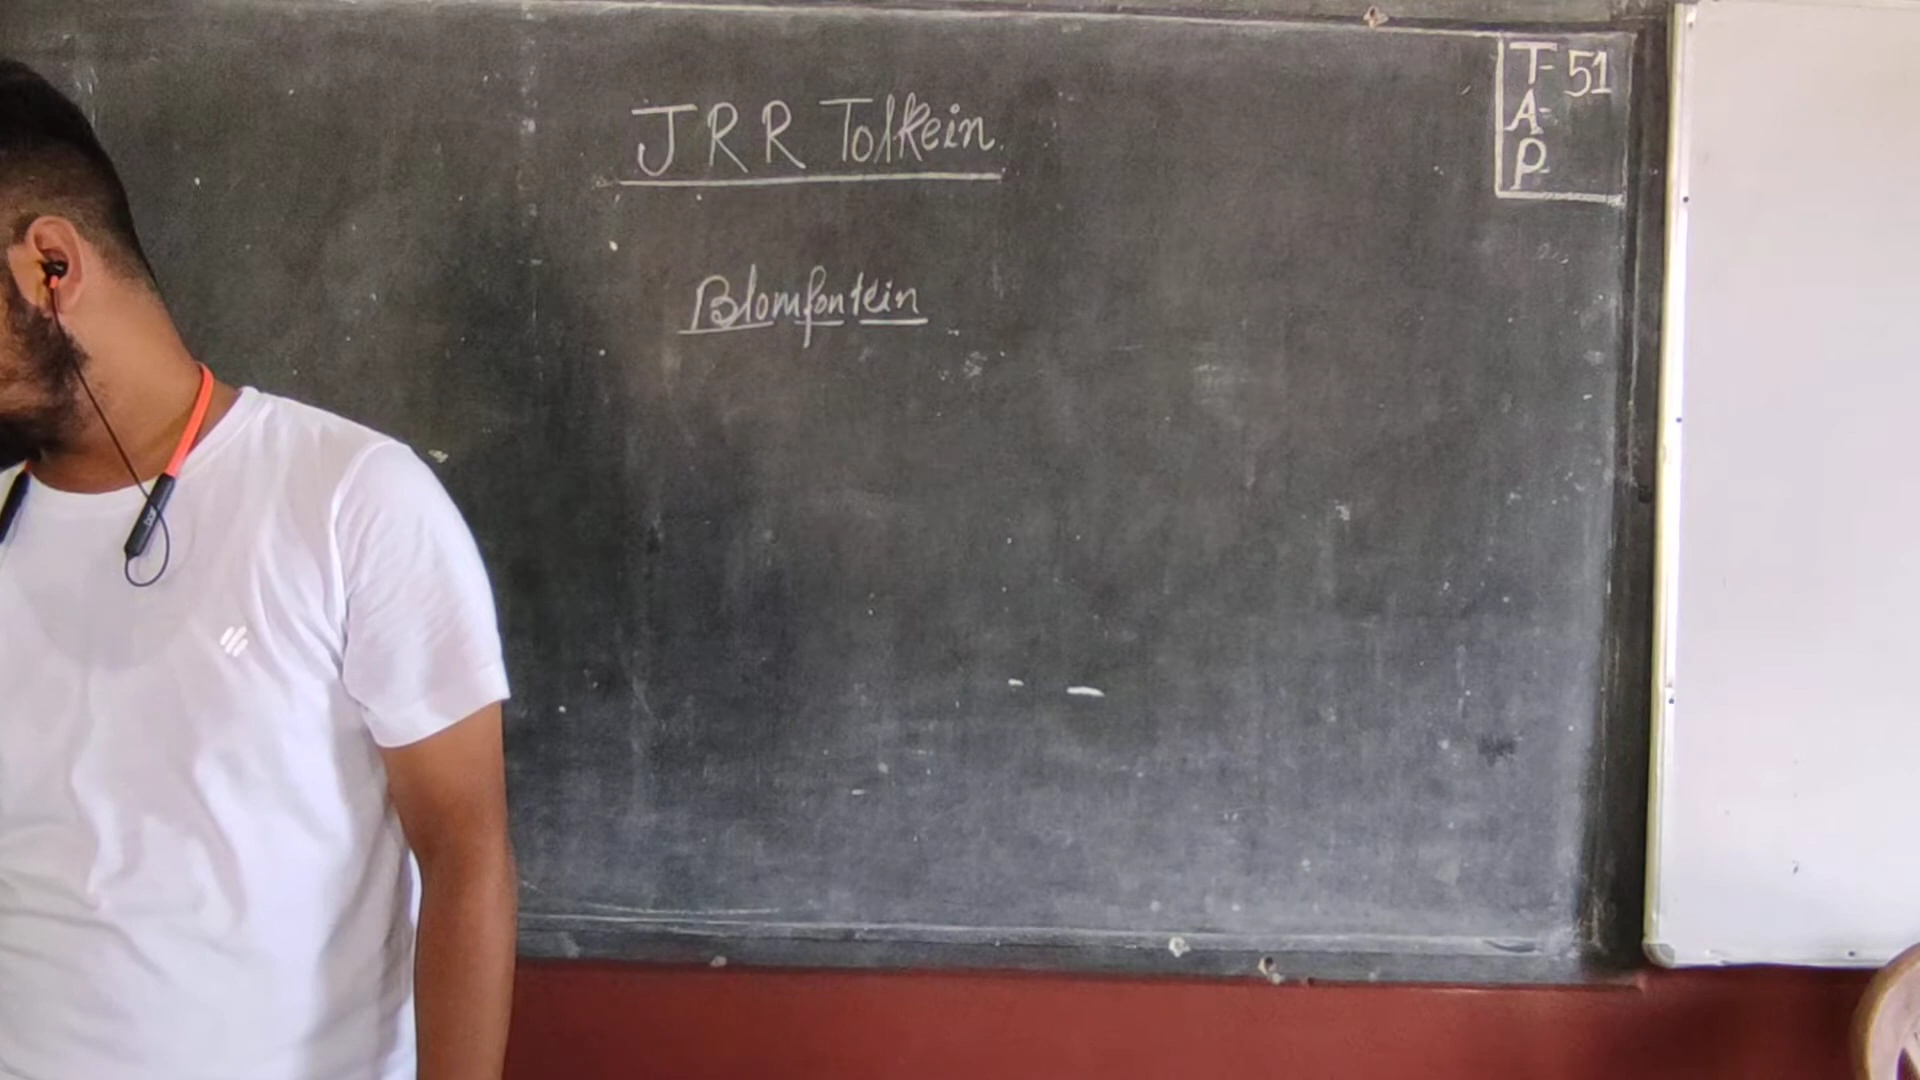 JRR Tolkein.
Blomfontein
T- 51
A-
P-